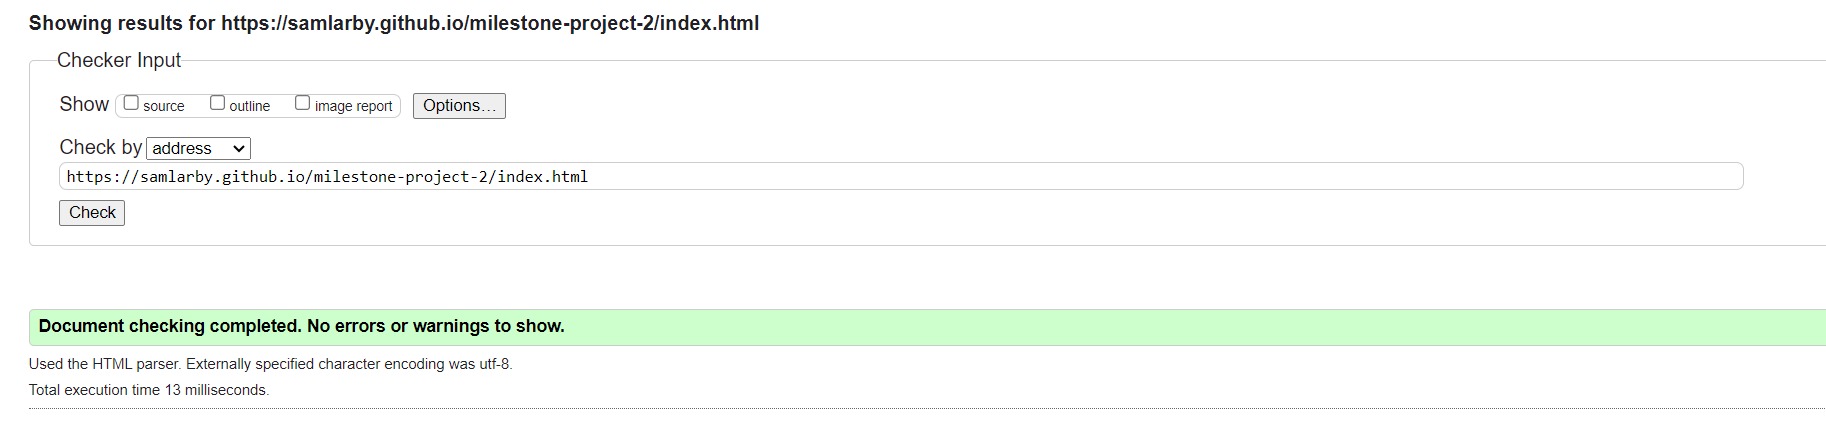 Showing results for https://samlarby.github.io/milestone-project-2/index.html
Checker Input
Show source outline image report Options...
Check by address
https://samlarby.github.io/milestone-project-2/index.html
Check
Document checking completed. No errors or warnings to show.
Used the HTML parser. Externally specified character encoding was utf-8.
Total execution time 13 milliseconds.